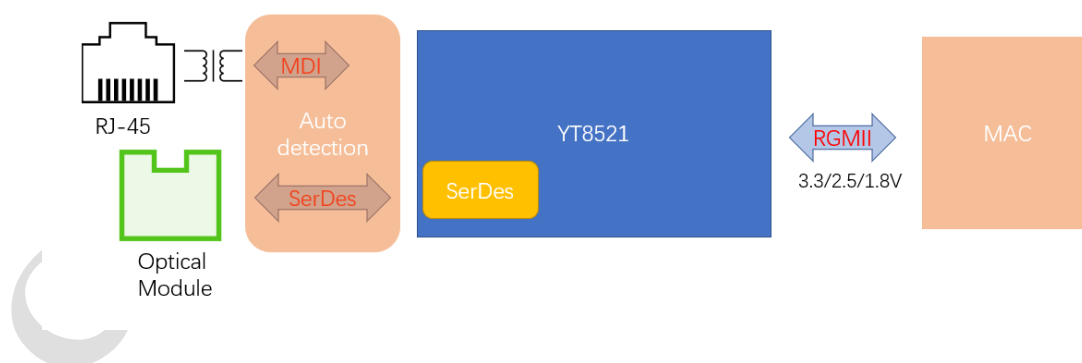 RJ-45
MDI
Auto
detection
SerDes
Optical
Module
YT8521
SerDes
RGMII
3.3/2.5/1.8V
MAC